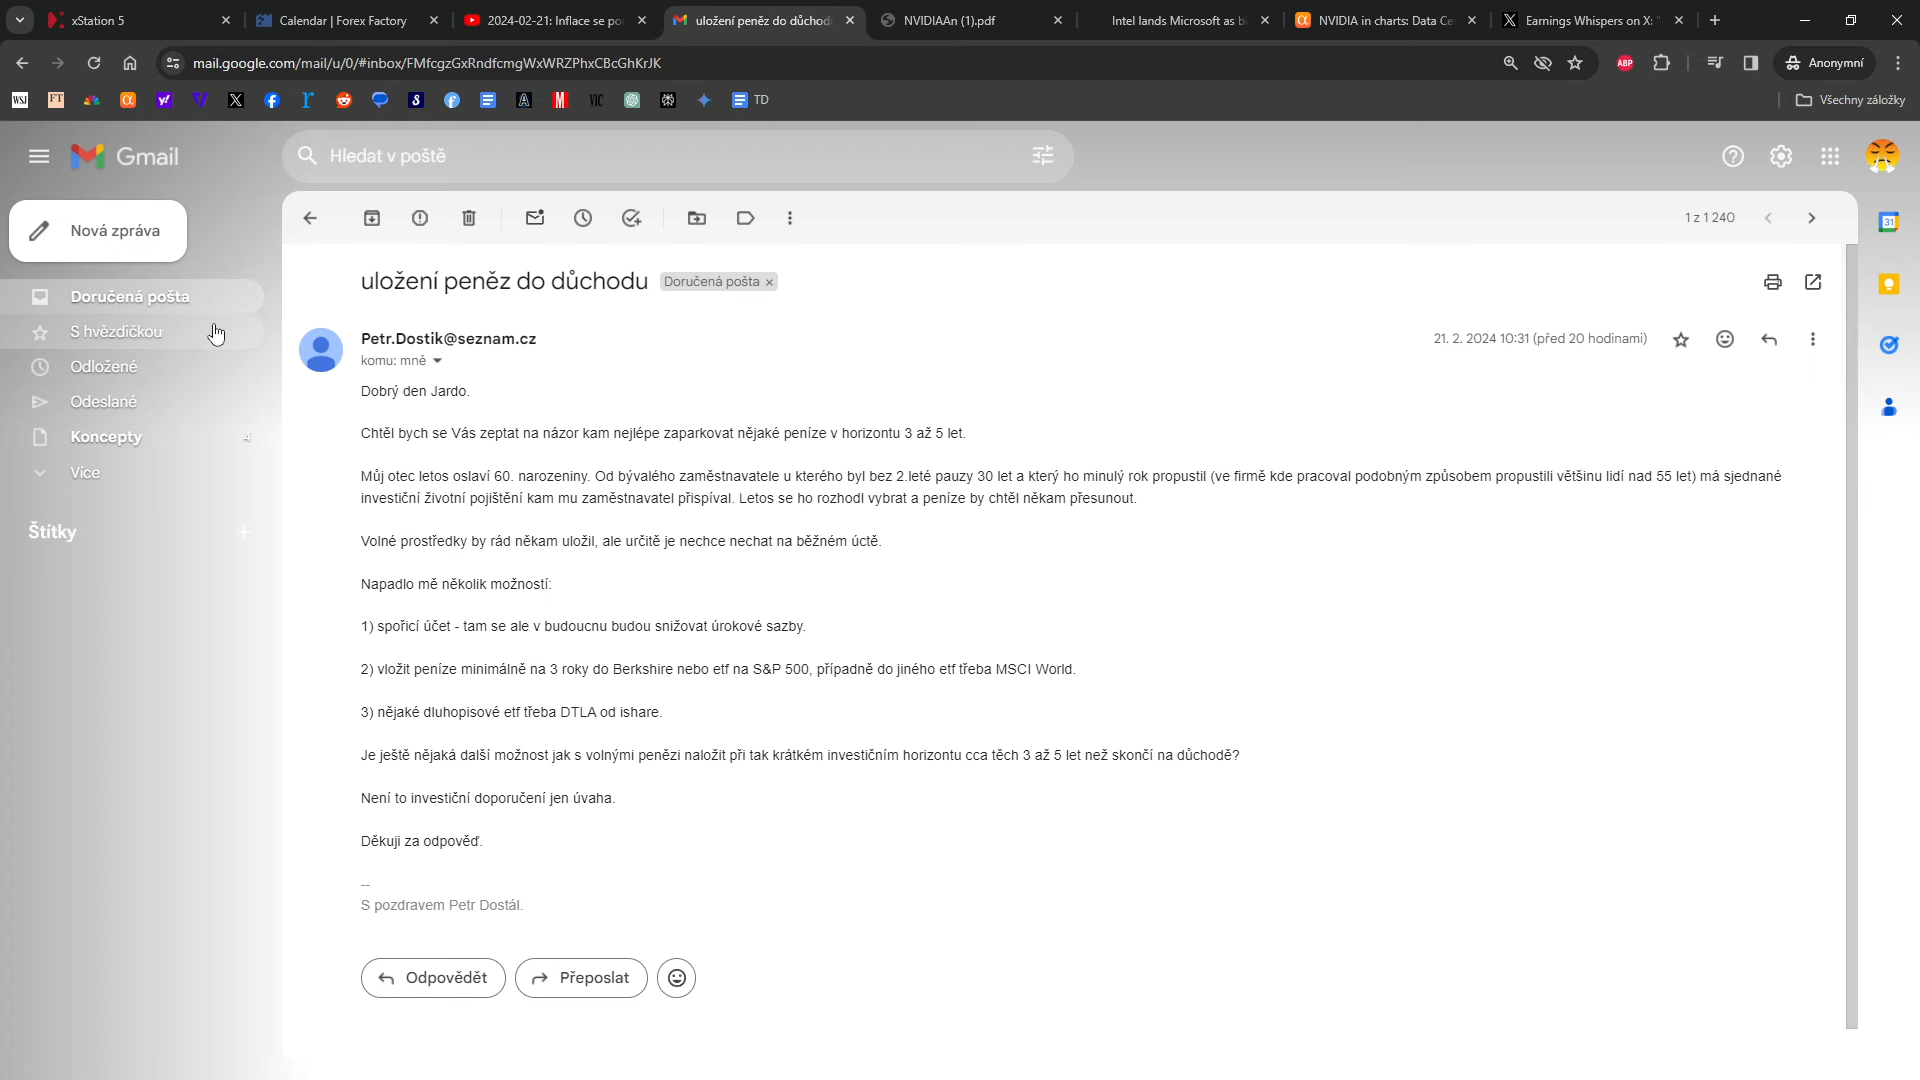 xStation 5
Calendar | Forex Factory
2024-02-21: Inflace se po
uložení peněz do důchodu
NVIDIAAn (1).pdf
Intel lands Microsoft as bi
NVIDIA in charts: Data Ce
Earnings Whispers on X: "
mail.google.com/mail/u/0/#inbox/FMfcgzGxRndfcmgWxWRZPhxCBcGhKrJK
ABP
Anonymní
WSJ
FT
VIC
TD
Všechny záložky
Gmail
Hledat v poště
Nová zpráva
1 z 1 240
Doručená pošta
S hvězdičkou
Odložené
Odeslané
Koncepty 4
Více
Štítky
31
uložení peněz do důchodu Doručená pošta ×
Petr.Dostik@seznam.cz
21. 2. 2024 10:31 (před 20 hodinami)
komu: mně
Dobrý den Jardo.
Chtěl bych se Vás zeptat na názor kam nejlépe zaparkovat nějaké peníze v horizontu 3 až 5 let.
Můj otec letos oslaví 60. narozeniny. Od bývalého zaměstnavatele u kterého byl bez 2.leté pauzy 30 let a který ho minulý rok propustil (ve firmě kde pracoval podobným způsobem propustili většinu lidí nad 55 let) má sjednané
investiční životní pojištění kam mu zaměstnavatel přispíval. Letos se ho rozhodl vybrat a peníze by chtěl někam přesunout.
Volné prostředky by rád někam uložil, ale určitě je nechce nechat na běžném účtě.
Napadlo mě několik možností:
1) spořicí účet - tam se ale v budoucnu budou snižovat úrokové sazby.
2) vložit peníze minimálně na 3 roky do Berkshire nebo etf na S&P 500, případně do jiného etf třeba MSCI World.
3) nějaké dluhopisové etf třeba DTLA od ishare.
Je ještě nějaká další možnost jak s volnými penězi naložit při tak krátkém investičním horizontu cca těch 3 až 5 let než skončí na důchodě?
Není to investiční doporučení jen úvaha.
Děkuji za odpověď.
--
S pozdravem Petr Dostál.
Odpovědět
Přeposlat